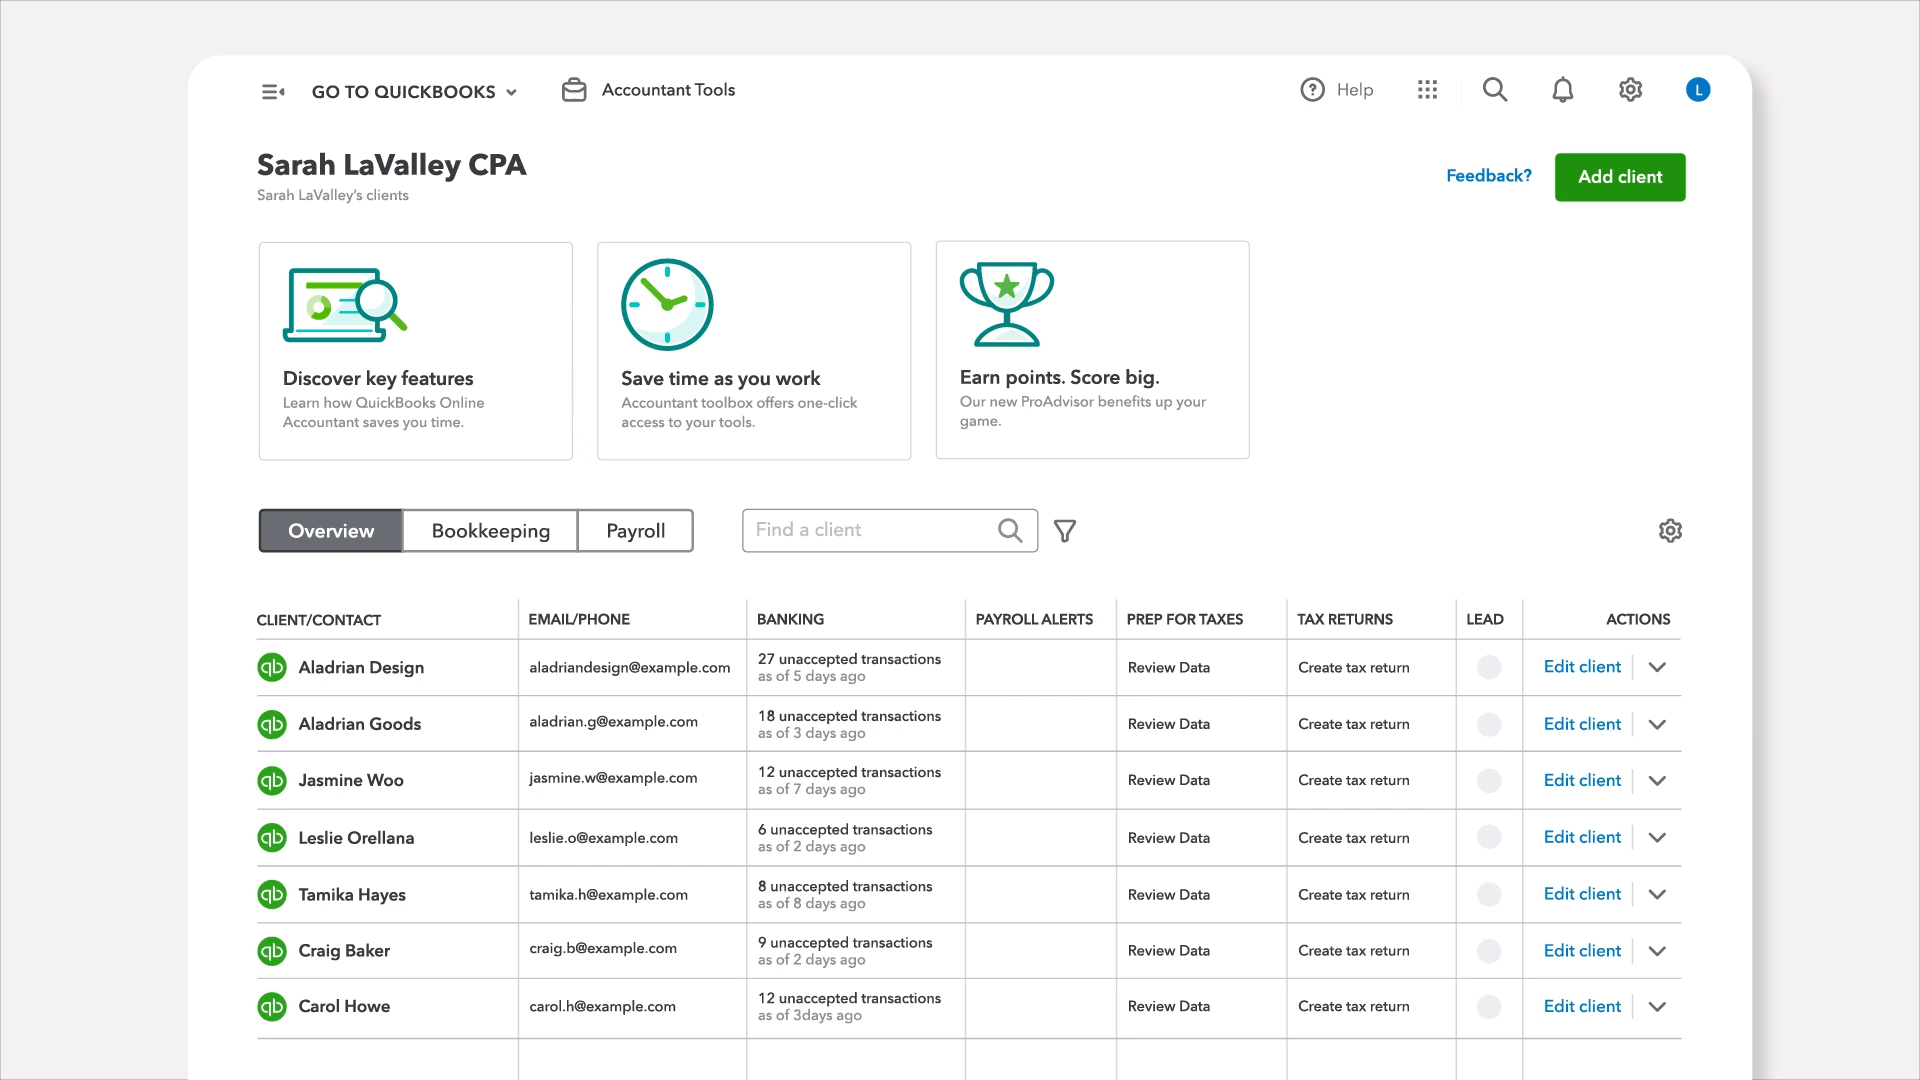 GO TO QUICKBOOKS
Accountant Tools
Help
L
Sarah LaValley CPA
Sarah LaValley's clients
Feedback?
Add client
Discover key features
Learn how QuickBooks Online
Accountant saves you time.
Save time as you work
Accountant toolbox offers one-click
access to your tools.
Earn points. Score big.
Our new ProAdvisor benefits up your
game.
Overview
Bookkeeping
Payroll
Find a client
CLIENT/CONTACT EMAIL/PHONE BANKING PAYROLL ALERTS PREP FOR TAXES TAX RETURNS LEAD ACTIONS
qb Aladrian Design aladriandesign@example.com 27 unaccepted transactions Review Data Create tax return Edit client
as of 5 days ago
qb Aladrian Goods aladrian.g@example.com 18 unaccepted transactions Review Data Create tax return Edit client
as of 3 days ago
qb Jasmine Woo jasmine.w@example.com 12 unaccepted transactions Review Data Create tax return Edit client
as of 7 days ago
qb Leslie Orellana leslie.o@example.com 6 unaccepted transactions Review Data Create tax return Edit client
as of 2 days ago
qb Tamika Hayes tamika.h@example.com 8 unaccepted transactions Review Data Create tax return Edit client
as of 8 days ago
qb Craig Baker craig.b@example.com 9 unaccepted transactions Review Data Create tax return Edit client
as of 2 days ago
qb Carol Howe carol.h@example.com 12 unaccepted transactions Review Data Create tax return Edit client
as of 3days ago